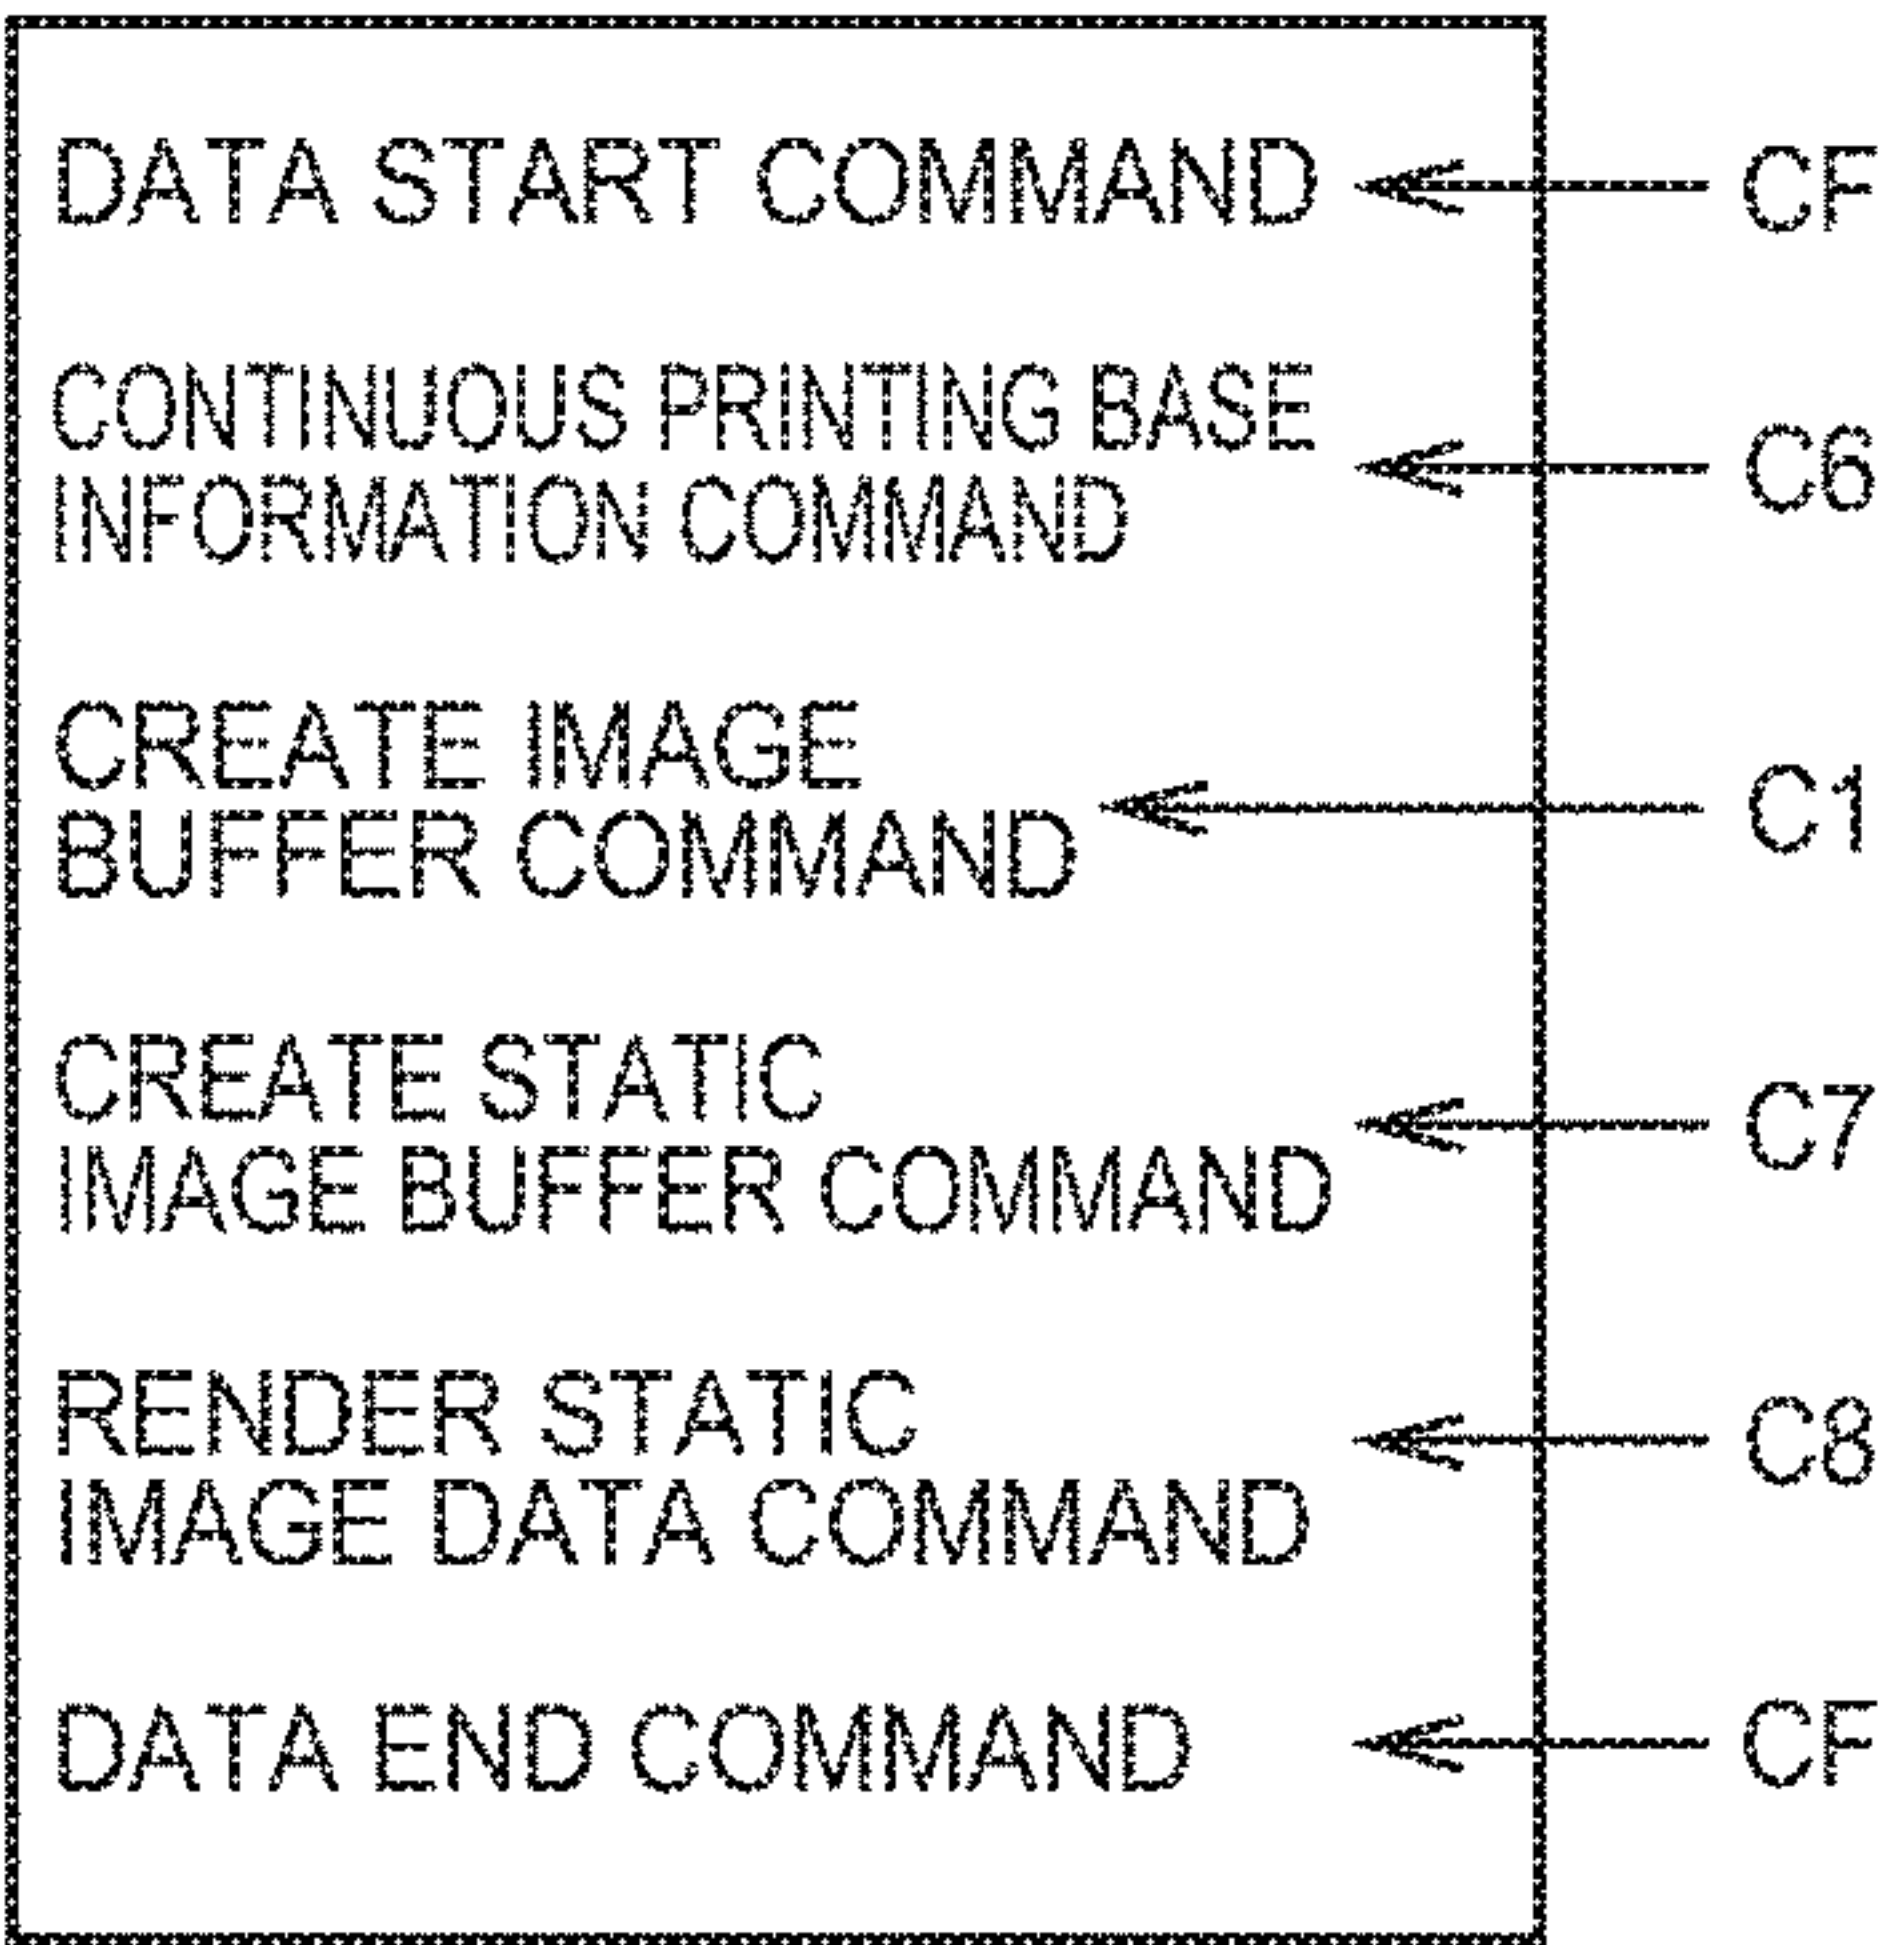 DATA START COMMAND CF
CONTINUOUS PRINTING BASE
INFORMATION COMMAND C6
CREATE IMAGE
BUFFER COMMAND C1
CREATE STATIC
IMAGE BUFFER COMMAND C7
RENDER STATIC
IMAGE DATA COMMAND C8
DATA END COMMAND CF